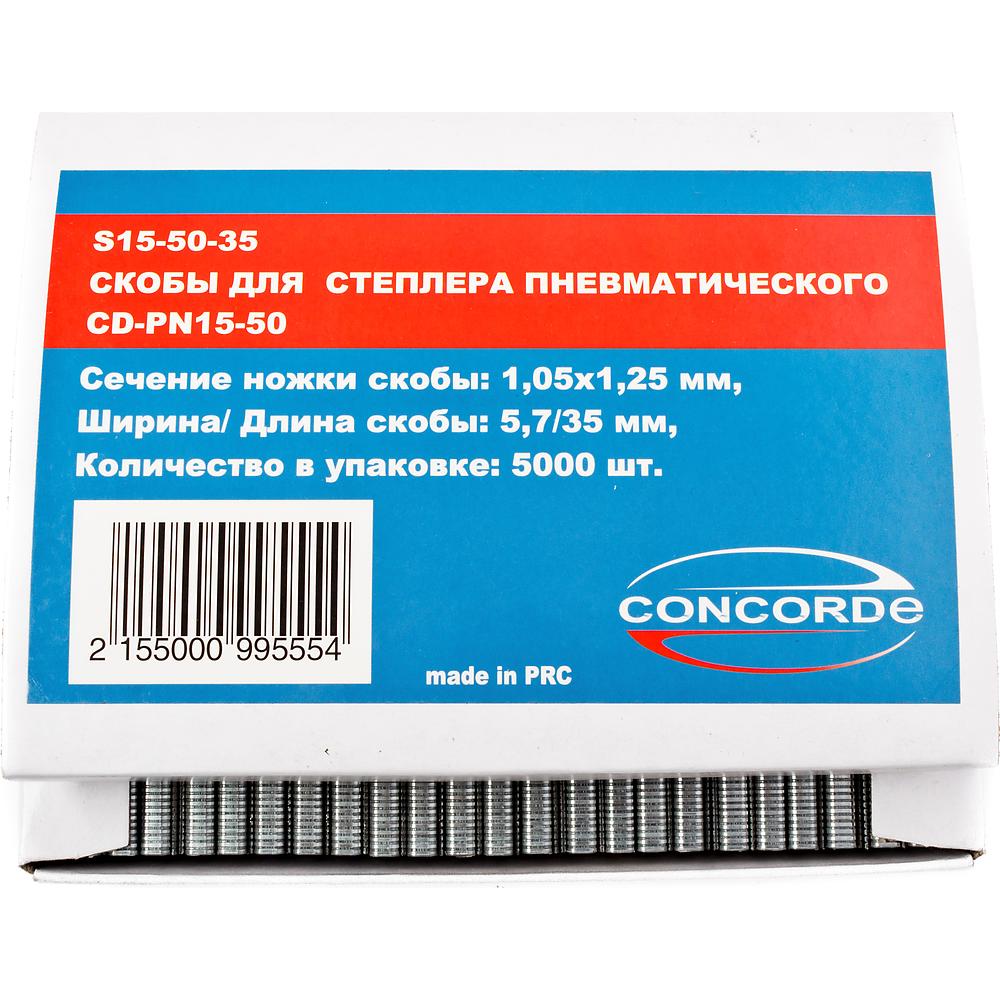 S15-50-35
СКОБЫ ДЛЯ СТЕПЛЕРА ПНЕВМАТИЧЕСКОГО
CD-PN15-50
Сечение ножки скобы: 1,05x1,25 мм,
Ширина/ Длина скобы: 5,7/35 мм,
Количество в упаковке: 5000 шт.
2 155000 995554
CONCORDe
made in PRC